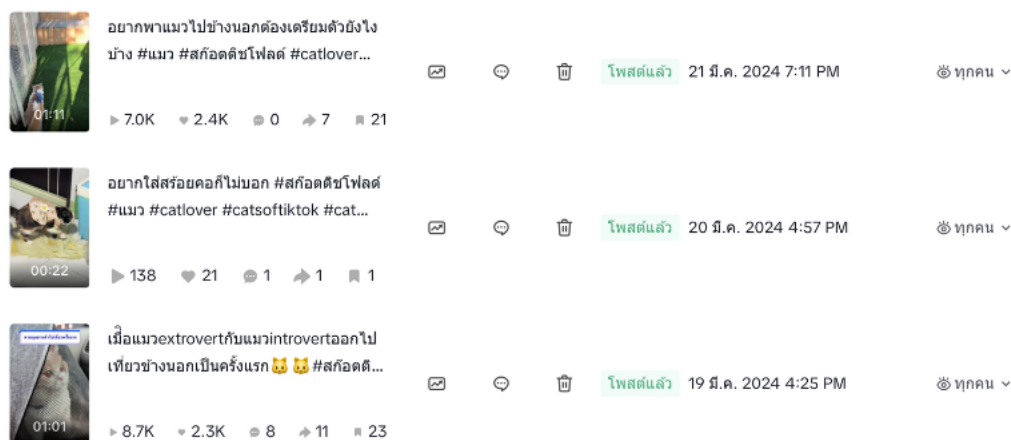 อยากพาแมวไปข้างนอกต้องเตรียมตัวยังไง
บ้าง #แมว #สก๊อตติชโฟลด์ #catlover...
01:11
7.0K 2.4K 0 7 21
โพสต์แล้ว 21 มี.ค. 2024 7:11 PM ทุกคน
อยากใส่สร้อยคอก็ไม่บอก #สก๊อตติชโฟลด์
#แมว #catlover #catsoftiktok #cat...
00:22
138 21 1 1 1
โพสต์แล้ว 20 มี.ค. 2024 4:57 PM ทุกคน
เมื่อแมวextrovertกับแมวintrovertออกไป
เที่ยวข้างนอกเป็นครั้งแรก🐱 🐱 #สก๊อตติ...
01:01
8.7K 2.3K 8 11 23
โพสต์แล้ว 19 มี.ค. 2024 4:25 PM ทุกคน